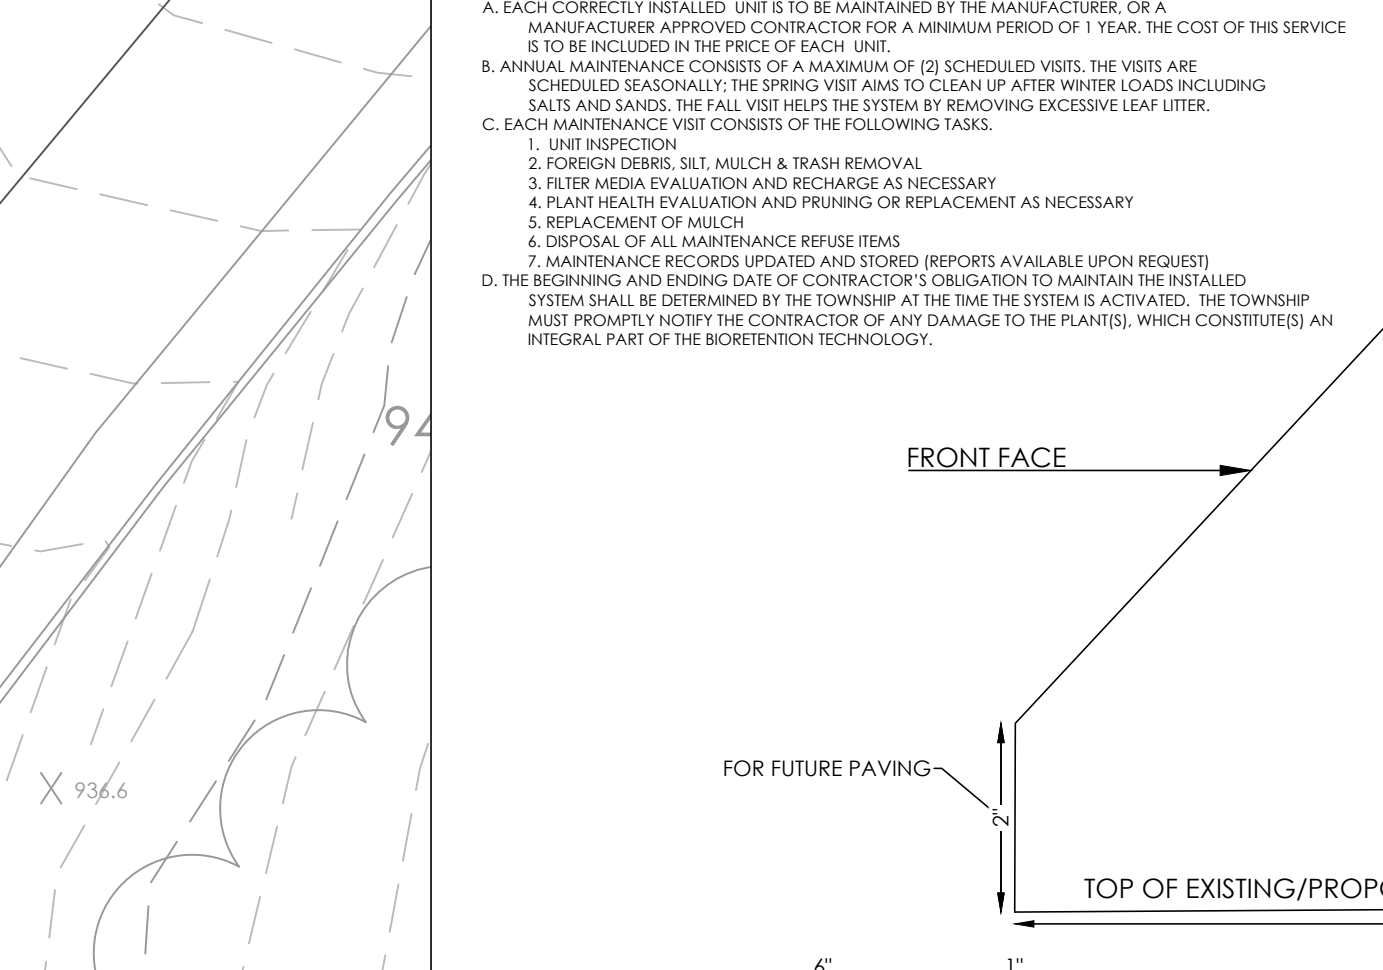 A. EACH CORRECTLY INSTALLED UNIT IS TO BE MAINTAINED BY THE MANUFACTURER, OR A
MANUFACTURER APPROVED CONTRACTOR FOR A MINIMUM PERIOD OF 1 YEAR. THE COST OF THIS SERVICE
IS TO BE INCLUDED IN THE PRICE OF EACH UNIT.
B. ANNUAL MAINTENANCE CONSISTS OF A MAXIMUM OF (2) SCHEDULED VISITS. THE VISITS ARE
SCHEDULED SEASONALLY; THE SPRING VISIT AIMS TO CLEAN UP AFTER WINTER LOADS INCLUDING
SALTS AND SANDS. THE FALL VISIT HELPS THE SYSTEM BY REMOVING EXCESSIVE LEAF LITTER.
C. EACH MAINTENANCE VISIT CONSISTS OF THE FOLLOWING TASKS.
1. UNIT INSPECTION
2. FOREIGN DEBRIS, SILT, MULCH & TRASH REMOVAL
3. FILTER MEDIA EVALUATION AND RECHARGE AS NECESSARY
4. PLANT HEALTH EVALUATION AND PRUNING OR REPLACEMENT AS NECESSARY
5. REPLACEMENT OF MULCH
6. DISPOSAL OF ALL MAINTENANCE REFUSE ITEMS
7. MAINTENANCE RECORDS UPDATED AND STORED (REPORTS AVAILABLE UPON REQUEST)
D. THE BEGINNING AND ENDING DATE OF CONTRACTOR'S OBLIGATION TO MAINTAIN THE INSTALLED
SYSTEM SHALL BE DETERMINED BY THE TOWNSHIP AT THE TIME THE SYSTEM IS ACTIVATED. THE TOWNSHIP
MUST PROMPTLY NOTIFY THE CONTRACTOR OF ANY DAMAGE TO THE PLANT(S), WHICH CONSTITUTE(S) AN
INTEGRAL PART OF THE BIORETENTION TECHNOLOGY.
94
FRONT FACE
FOR FUTURE PAVING
936.6
2"
TOP OF EXISTING/PROPO
6"
1"